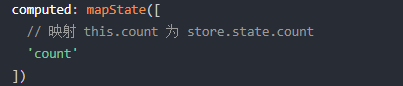 computed: mapState([
  // 映射 this.count 为 store.state.count
  'count'
])